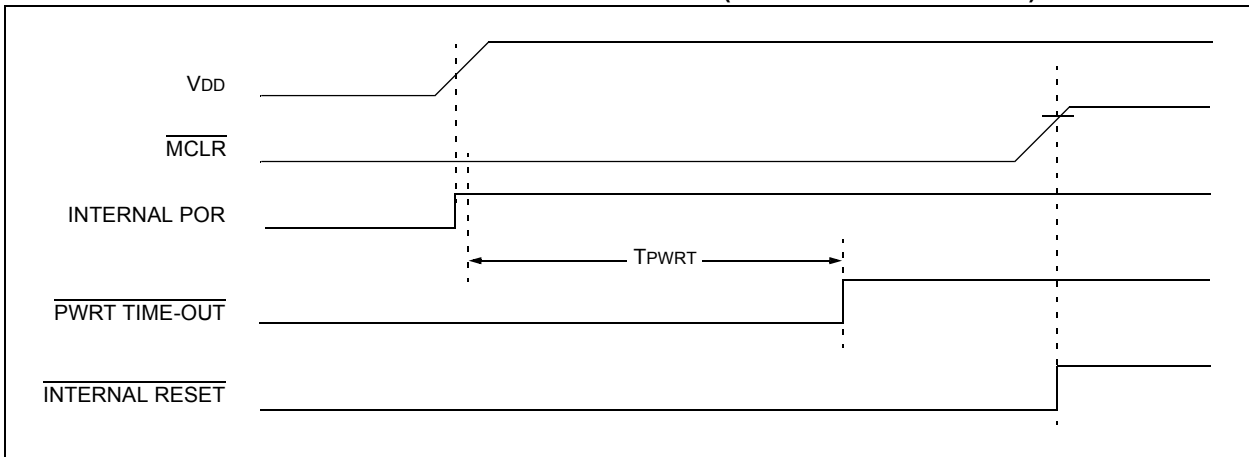 VDD
MCLR
INTERNAL POR
TPWRT
PWRT TIME-OUT
INTERNAL RESET